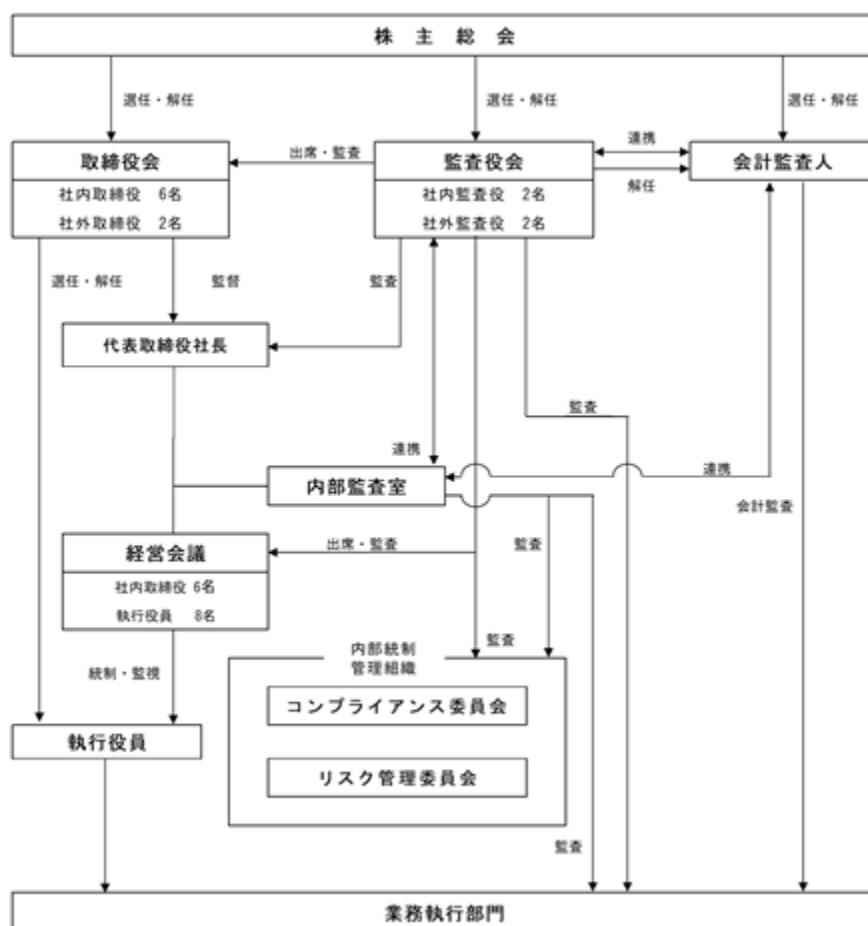 株 主 総 会
選任・解任
選任・解任
選任・解任
取締役会
社内取締役 6名
社外取締役 2名
出席・監査
監査役会
社内監査役 2名
社外監査役 2名
連携
解任
会計監査人
選任・解任
監督
監査
代表取締役社長
監査
連携
内部監査室
連携
会計監査
経営会議
社内取締役 6名
執行役員 8名
出席・監査
監査
統制・監視
内部統制
管理組織
監査
コンプライアンス委員会
執行役員
リスク管理委員会
監査
業務執行部門